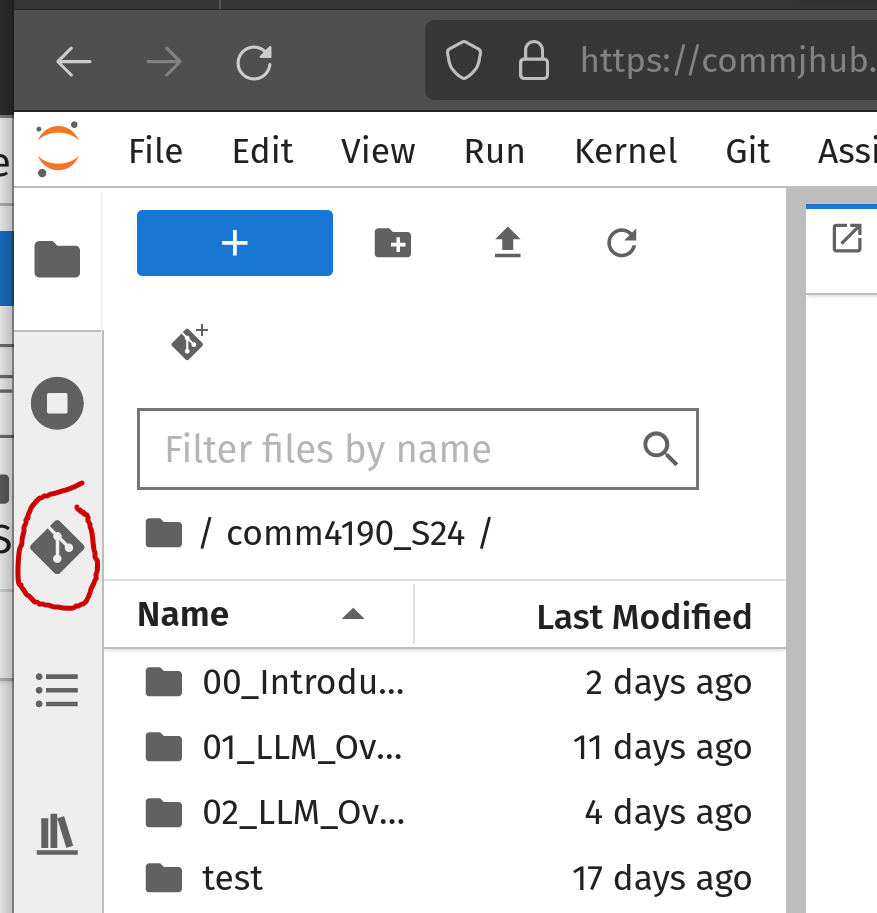 https://commjhub.
File Edit View Run Kernel Git Assi
Filter files by name
/ comm4190_S24 /
Name Last Modified
00_Introdu... 2 days ago
01_LLM_Ov... 11 days ago
02_LLM_Ov... 4 days ago
test 17 days ago